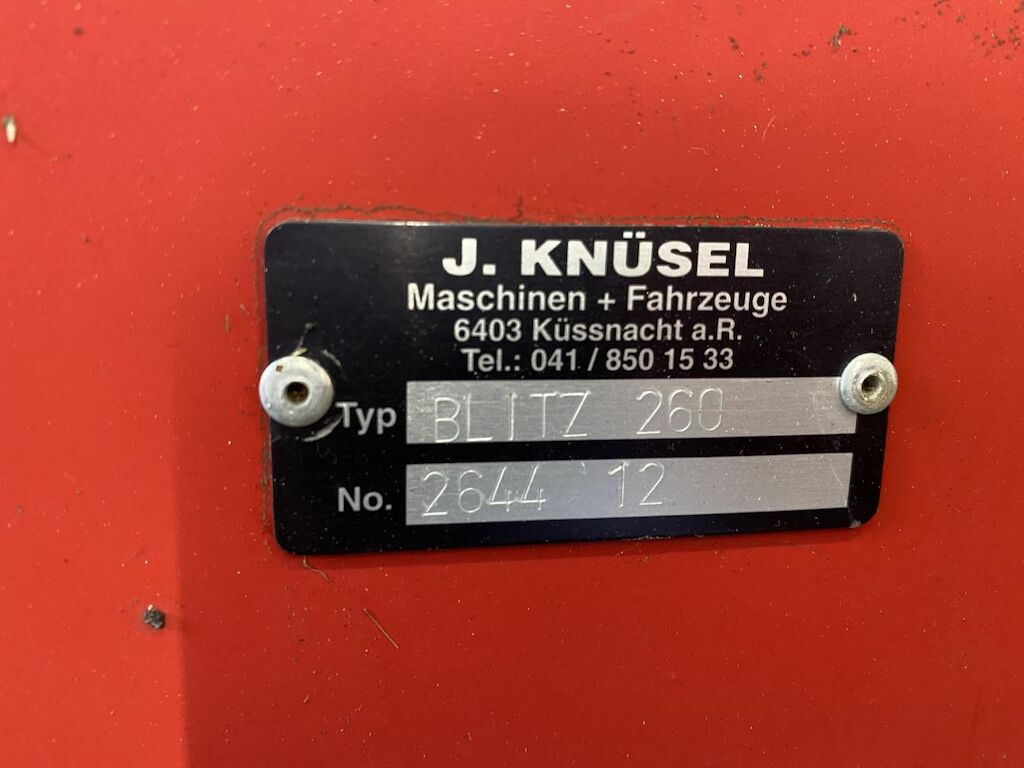 J. KNÜSEL
Maschinen + Fahrzeuge
6403 Küssnacht a.R.
Tel.: 041 / 850 15 33
Typ BLITZ 260
No. 2644 12